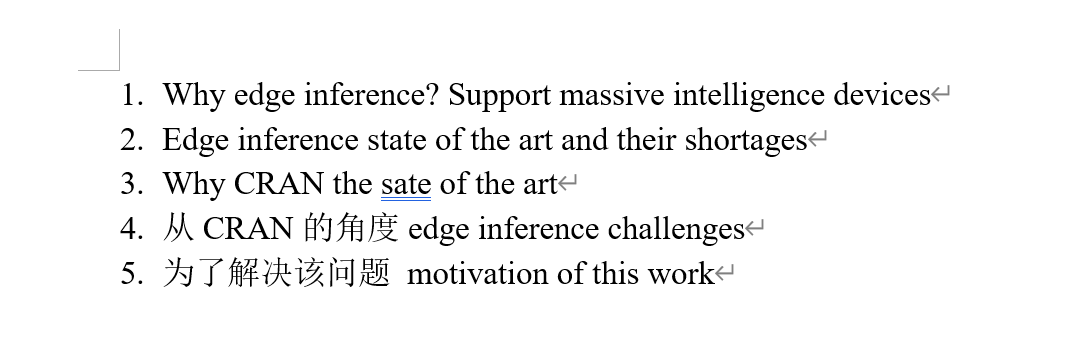 1. Why edge inference? Support massive intelligence devices
2. Edge inference state of the art and their shortages
3. Why CRAN the sate of the art
4. 从 CRAN 的角度 edge inference challenges
5. 为了解决该问题 motivation of this work